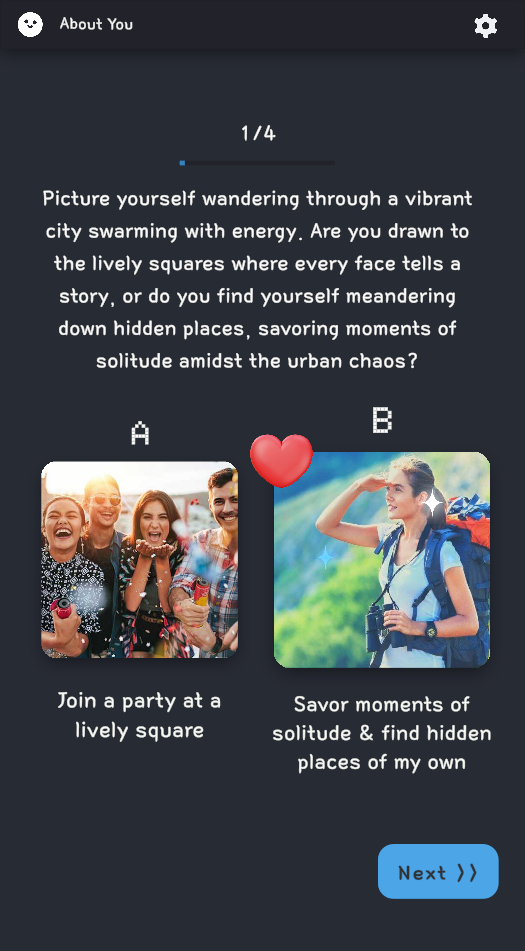 About You
1/4
Picture yourself wandering through a vibrant
city swarming with energy. Are you drawn to
the lively squares where every face tells a
story, or do you find yourself meandering
down hidden places, savoring moments of
solitude amidst the urban chaos?
A
Join a party at a
lively square
B
Savor moments of
solitude & find hidden
places of my own
Next ⟩⟩